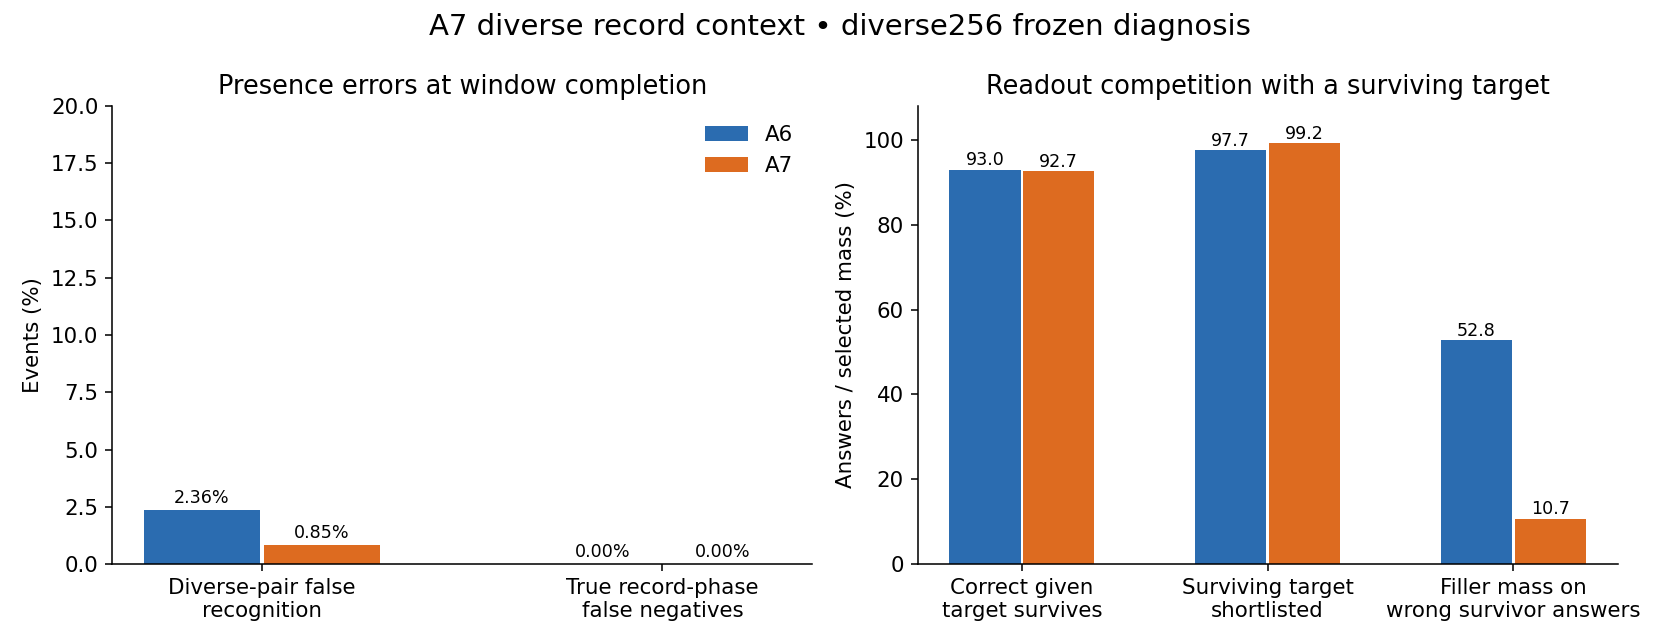 A7 diverse record context • diverse256 frozen diagnosis
Presence errors at window completion
Events (%)
20.0
17.5
15.0
12.5
10.0
7.5
5.0
2.5
0.0
A6
A7
2.36%
0.85%
0.00%
0.00%
Diverse-pair false
recognition
True record-phase
false negatives
Readout competition with a surviving target
Answers / selected mass (%)
100
80
60
40
20
0
93.0
92.7
97.7
99.2
52.8
10.7
Correct given
target survives
Surviving target
shortlisted
Filler mass on
wrong survivor answers